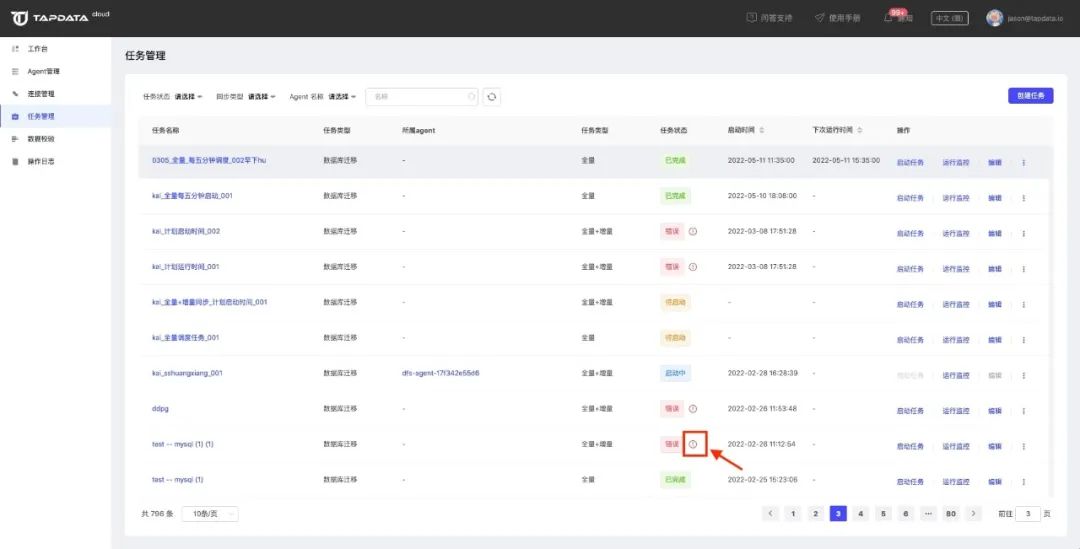 TAPDATA cloud 问答支持 使用手册 99+ 通知 中文 (简) jason@tapdata.io
工作台
Agent管理
连接管理
任务管理
数据校验
操作日志
任务管理
任务状态 请选择 同步类型 请选择 Agent 名称 请选择 名称 创建任务
任务名称 任务类型 所属agent 任务类型 任务状态 启动时间 下次运行时间 操作
0305_全量_每五分钟调度_002早下hu 数据库迁移 - 全量 已完成 2022-05-11 11:35:00 2022-05-11 15:35:00 启动任务 运行监控 编辑
kai_全量每五分钟启动_001 数据库迁移 - 全量 已完成 2022-05-10 18:08:00 - 启动任务 运行监控 编辑
kai_计划启动时间_002 数据库迁移 - 全量+增量 错误 2022-03-08 17:51:28 - 启动任务 运行监控 编辑
kai_计划运行时间_001 数据库迁移 - 全量+增量 错误 2022-03-08 17:51:28 - 启动任务 运行监控 编辑
kai_全量+增量同步_计划启动时间_001 数据库迁移 - 全量+增量 待启动 - - 启动任务 运行监控 编辑
kai_全量调度任务_001 数据库迁移 - 全量 待启动 - - 启动任务 运行监控 编辑
kai_sshuangxiang_001 数据库迁移 dfs-agent-17f342e55d6 全量+增量 启动中 2022-02-28 16:28:39 - 启动任务 运行监控 编辑
ddpg 数据库迁移 - 全量+增量 错误 2022-02-26 11:53:48 - 启动任务 运行监控 编辑
test -- mysql (1) (1) 数据库迁移 - 全量+增量 错误 2022-02-26 11:12:54 - 启动任务 运行监控 编辑
test -- mysql (1) 数据库迁移 - 全量 已完成 2022-02-25 15:23:06 - 启动任务 运行监控 编辑
共 796 条 10条/页 1 2 3 4 5 6 ··· 80 前往 3 页